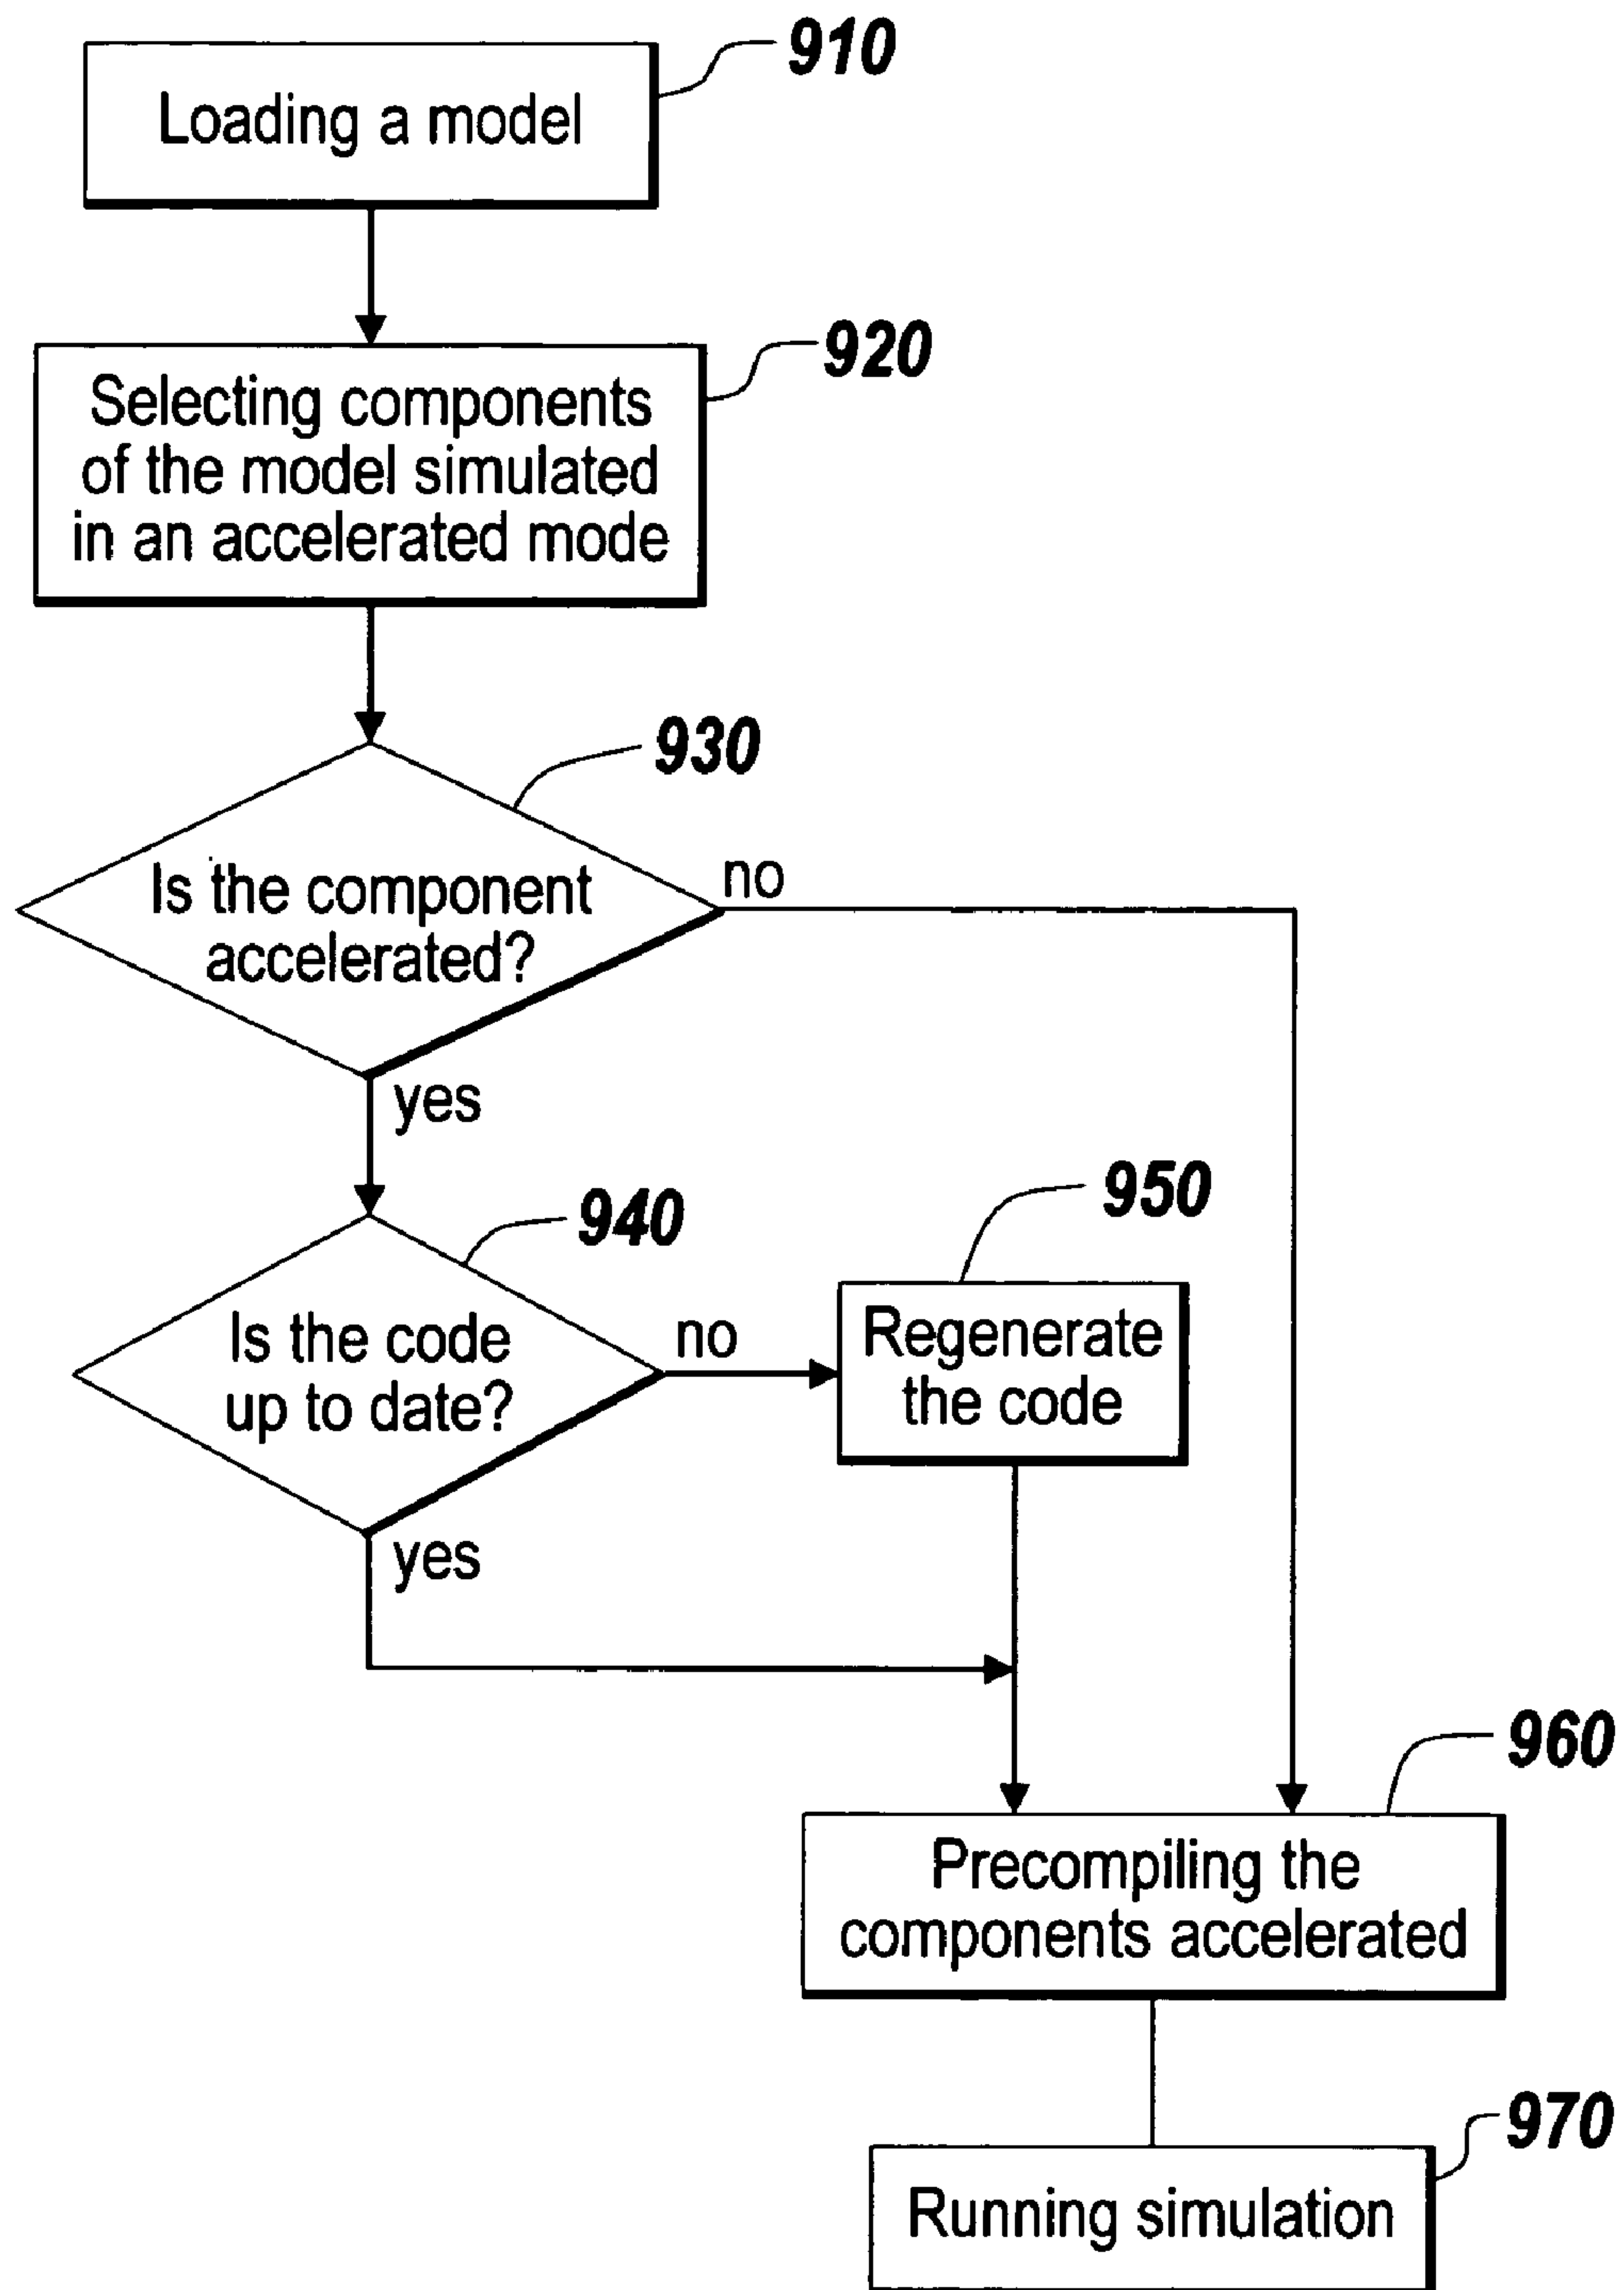 910
Loading a model
920
Selecting components
of the model simulated
in an accelerated mode
930
Is the component
accelerated?
no
yes
940
950
Is the code
up to date?
no
Regenerate
the code
yes
960
Precompiling the
components accelerated
970
Running simulation